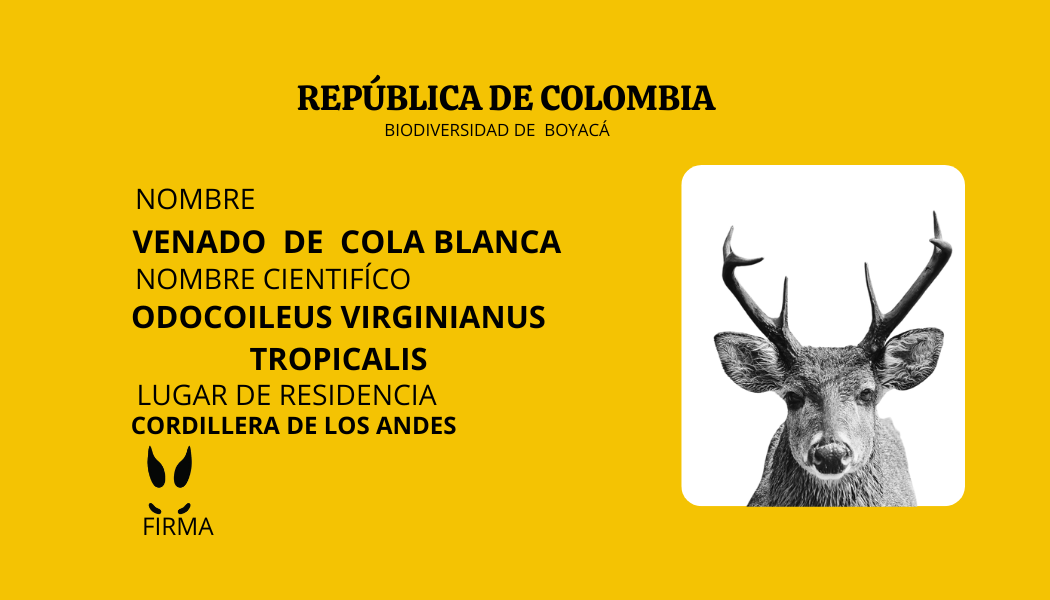 REPÚBLICA DE COLOMBIA
BIODIVERSIDAD DE BOYACÁ
NOMBRE
VENADO DE COLA BLANCA
NOMBRE CIENTIFÍCO
ODOCOILEUS VIRGINIANUS
TROPICALIS
LUGAR DE RESIDENCIA
CORDILLERA DE LOS ANDES
FIRMA